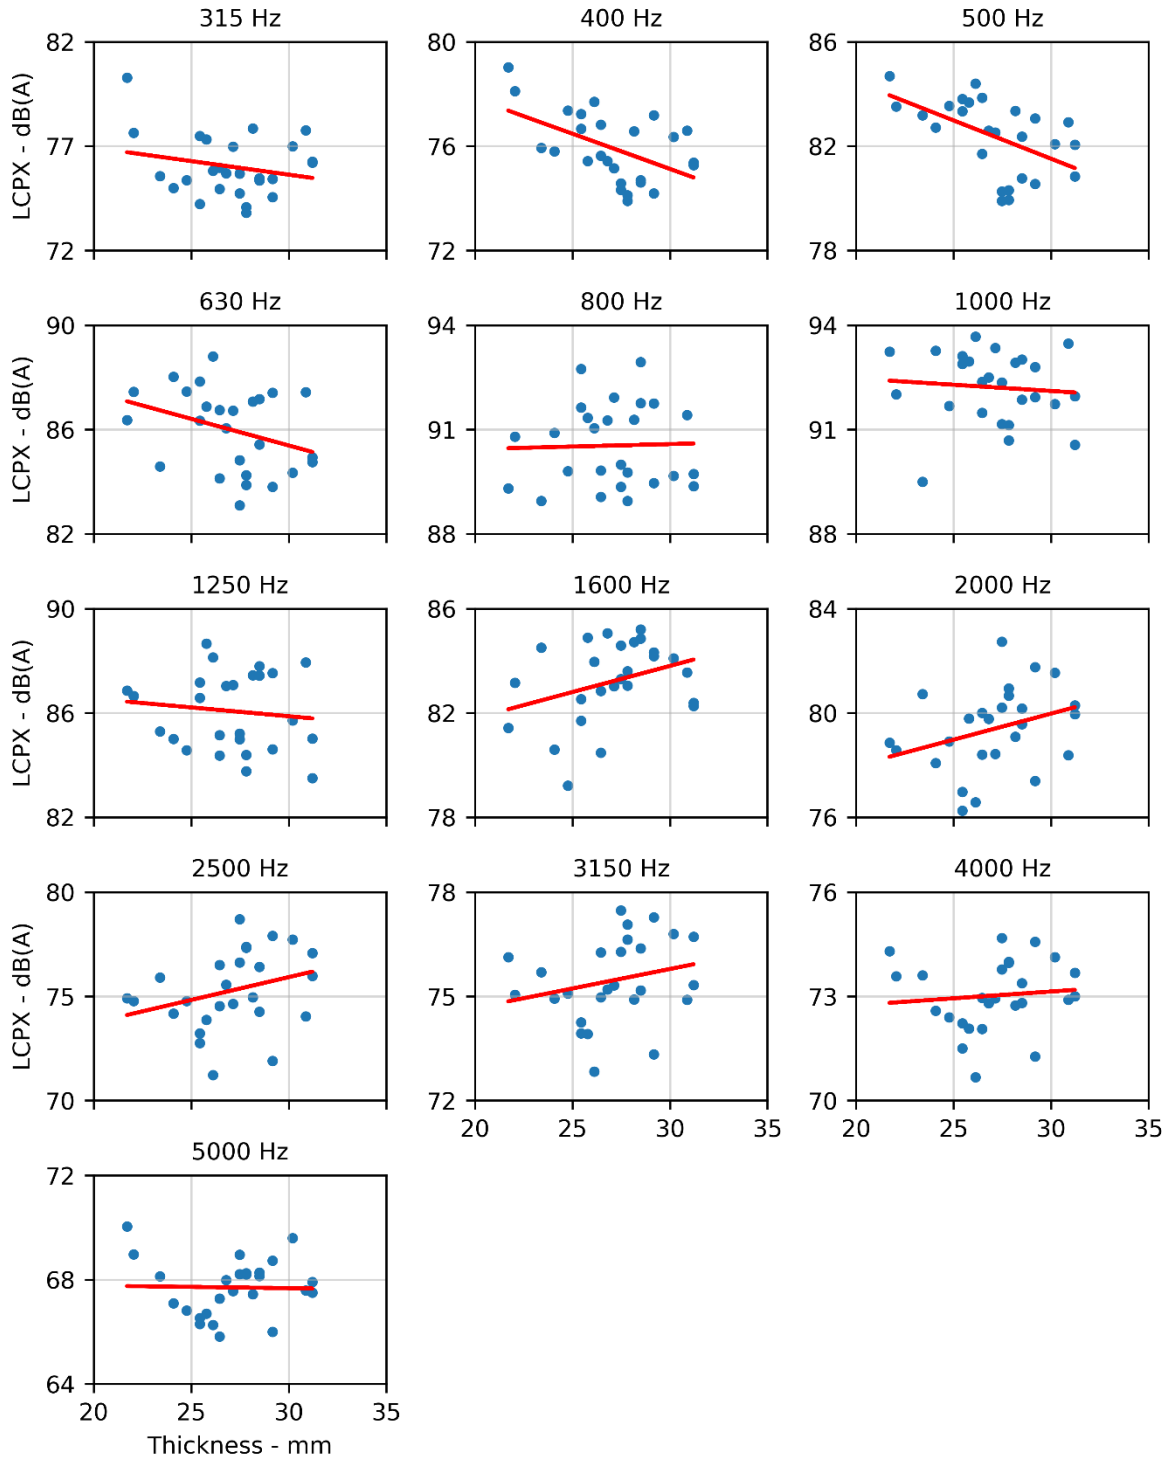 315 Hz
400 Hz
500 Hz
LCPX - dB(A)
82
77
72
80
76
72
86
82
78
630 Hz
800 Hz
1000 Hz
LCPX - dB(A)
90
86
82
94
91
88
94
91
88
1250 Hz
1600 Hz
2000 Hz
LCPX - dB(A)
90
86
82
86
82
78
84
80
76
2500 Hz
3150 Hz
4000 Hz
LCPX - dB(A)
80
75
70
78
75
72
20 25 30 35
76
73
70
20 25 30 35
5000 Hz
72
68
64
20 25 30 35
Thickness - mm